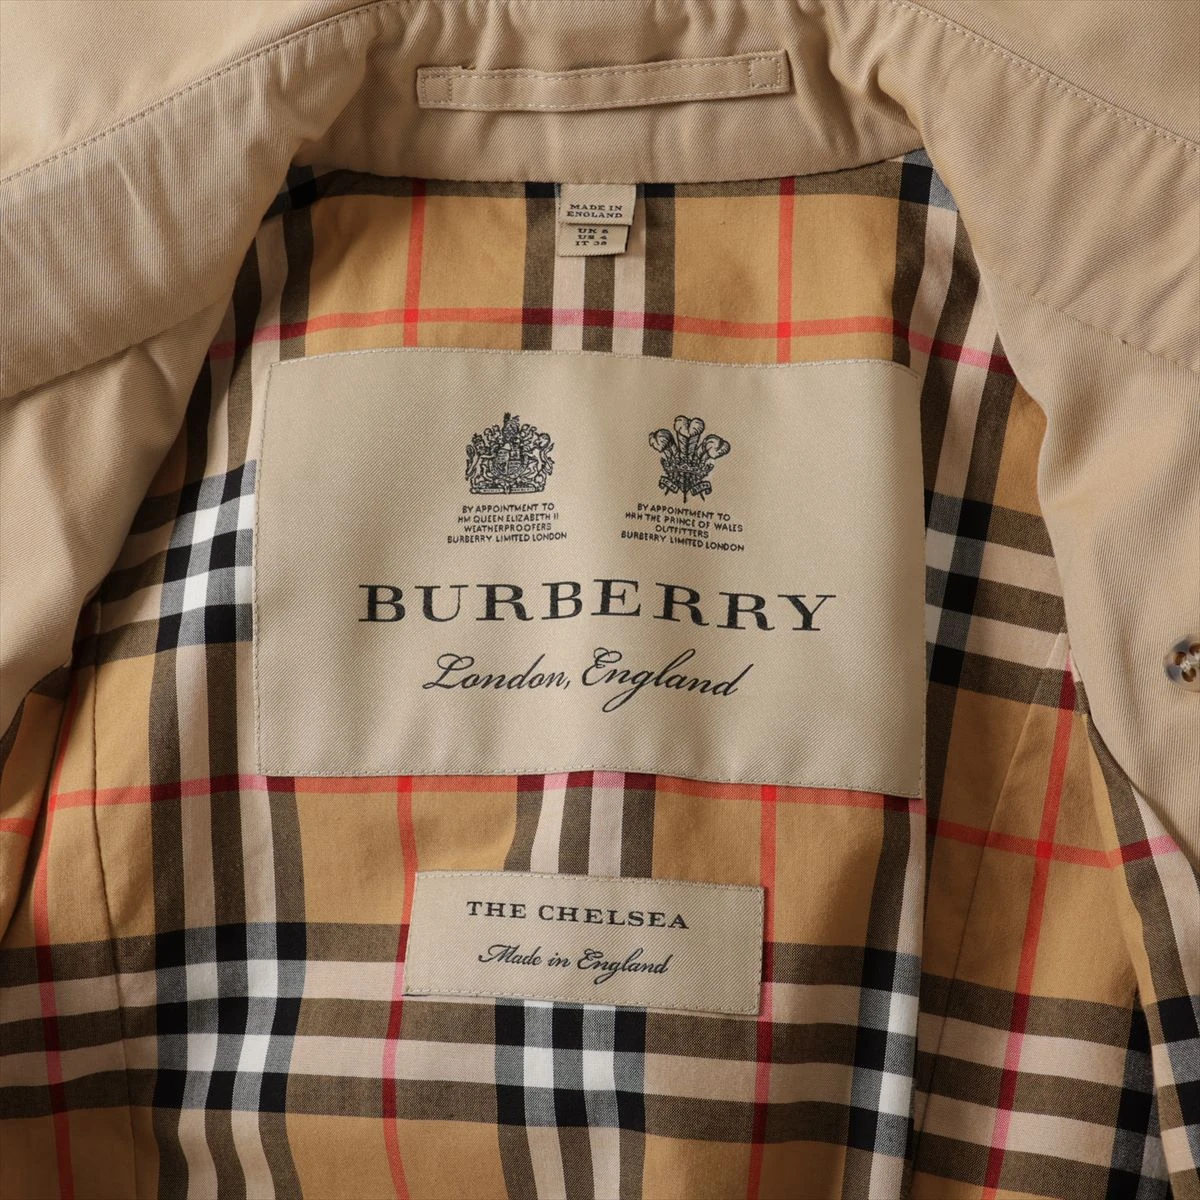 MADE IN
ENGLAND
UK 6
US 4
IT 38
BY APPOINTMENT TO
HM QUEEN ELIZABETH II
WEATHERPROOFERS
BURBERRY LIMITED LONDON
BY APPOINTMENT TO
HRH THE PRINCE OF WALES
OUTFITTERS
BURBERRY LIMITED LONDON
BURBERRY
London, England
THE CHELSEA
Made in England